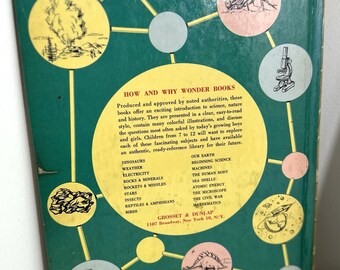 HOW AND WHY WONDER BOOKS
Produced and approved by noted authorities, these
books offer an exciting introduction to science, nature
and history. They are presented in a clear, easy-to-read
style, contain many colorful illustrations, and discuss
the questions most often asked by today's growing boys
and girls. Children from 7 to 12 will want to explore
each of these fascinating subjects and have available
an authentic, ready-reference library for their future.
DINOSAURS
WEATHER
ELECTRICITY
ROCKS & MINERALS
ROCKETS & MISSILES
STARS
INSECTS
REPTILES & AMPHIBIANS
BIRDS
OUR EARTH
BEGINNING SCIENCE
MACHINES
THE HUMAN BODY
SEA SHELLS
ATOMIC ENERGY
THE MICROSCOPE
THE CIVIL WAR
MATHEMATICS
GROSSET & DUNLAP
1107 Broadway, New York 10, N.Y.